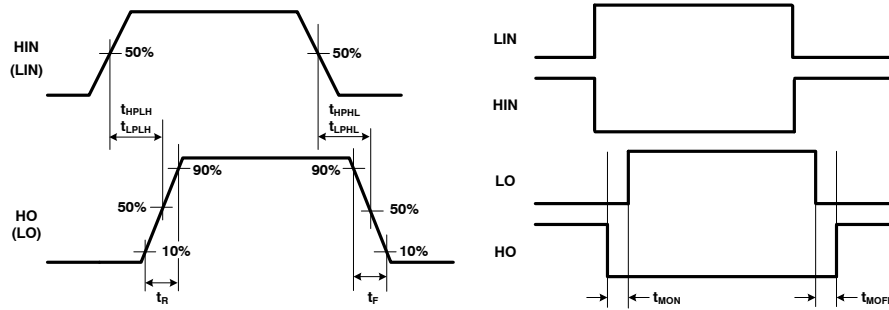 HIN
(LIN)
50%
50%
tHPLH
tLPLH
tHPHL
tLPHL
HO
(LO)
90%
90%
50%
50%
10%
10%
tR
tF
LIN
HIN
LO
HO
tMON